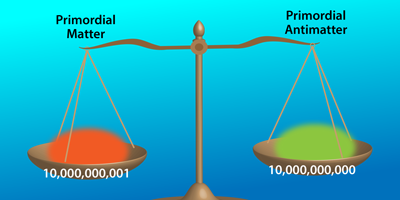 Primordial
Matter
Primordial
Antimatter
10,000,000,001
10,000,000,000